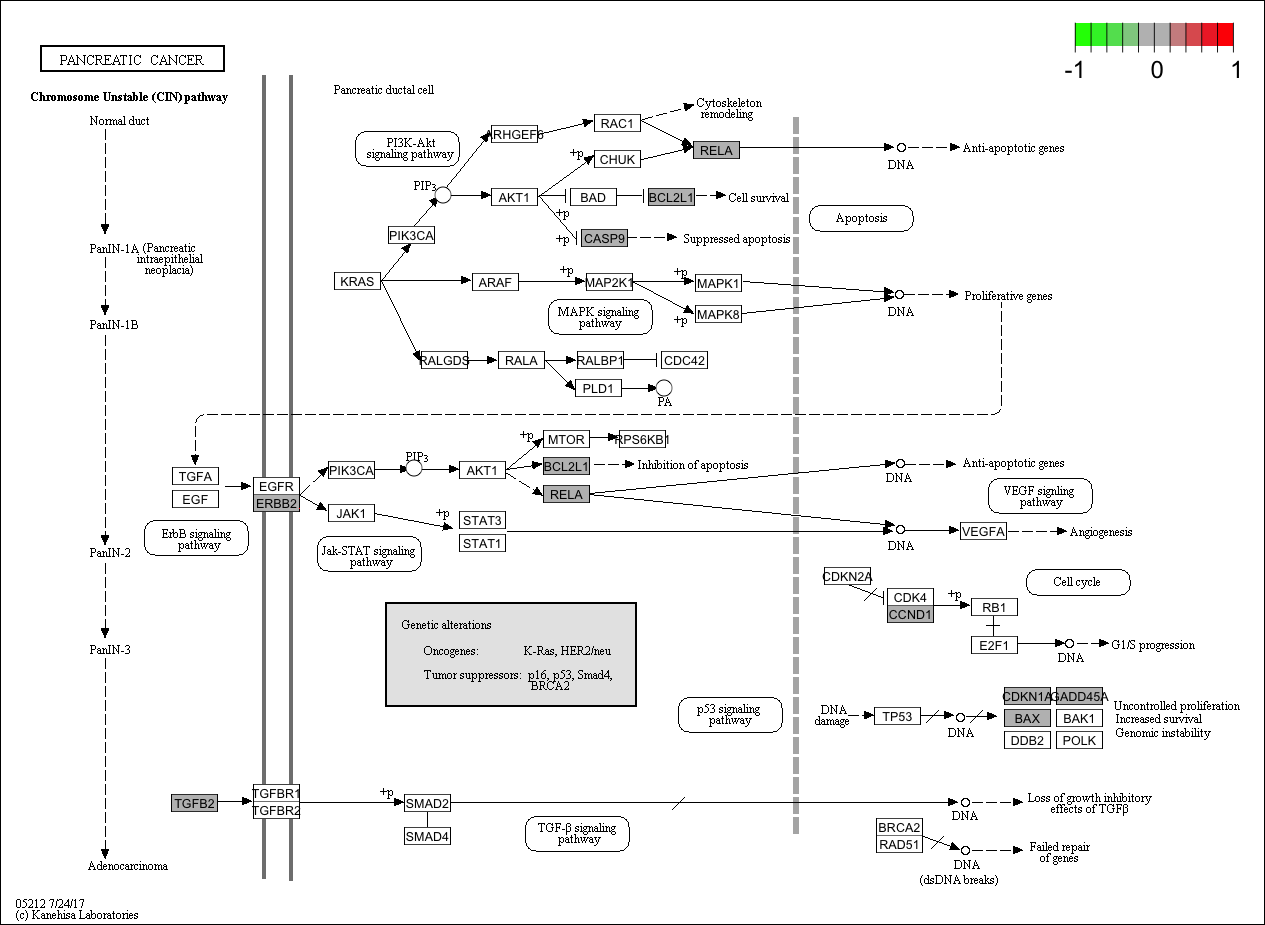 PANCREATIC CANCER
-1 0 1
Chromosome Unstable (CIN) pathway
Normal duct
PanIN-1A (Pancreatic
intraepithelial
neoplacia)
PanIN-1B
PanIN-2
PanIN-3
Adenocarcinoma
Pancreatic ductal cell
PI3K-Akt
signaling pathway
ARHGEF6
RAC1
Cytoskeleton
remodeling
+p
CHUK
RELA
DNA
Anti-apoptotic genes
PIP3
AKT1
BAD
BCL2L1
Cell survival
+p
+p
CASP9
Suppressed apoptosis
Apoptosis
PIK3CA
KRAS
ARAF
+p
MAP2K1
+p
MAPK1
MAPK8
+p
MAPK signaling
pathway
DNA
Proliferative genes
RALGDS
RALA
RALBP1
CDC42
PLD1
PA
TGFA
EGF
EGFR
ERBB2
ErbB signaling
pathway
PIK3CA
PIP3
AKT1
+p
MTOR
RPS6KB1
BCL2L1
Inhibition of apoptosis
RELA
DNA
Anti-apoptotic genes
VEGF signling
pathway
JAK1
+p
STAT3
STAT1
Jak-STAT signaling
pathway
DNA
VEGFA
Angiogenesis
CDKN2A
CDK4
CCND1
+p
RB1
E2F1
Cell cycle
DNA
G1/S progression
Genetic alterations
Oncogenes: K-Ras, HER2/neu
Tumor suppressors: p16, p53, Smad4,
BRCA2
p53 signaling
pathway
DNA
damage
TP53
DNA
CDKN1A
GADD45A
BAX
BAK1
DDB2
POLK
Uncontrolled proliferation
Increased survival
Genomic instability
TGFB2
TGFBR1
TGFBR2
+p
SMAD2
SMAD4
TGF-β signaling
pathway
DNA
Loss of growth inhibitory
effects of TGFβ
BRCA2
RAD51
DNA
(dsDNA breaks)
Failed repair
of genes
05212 7/24/17
(c) Kanehisa Laboratories